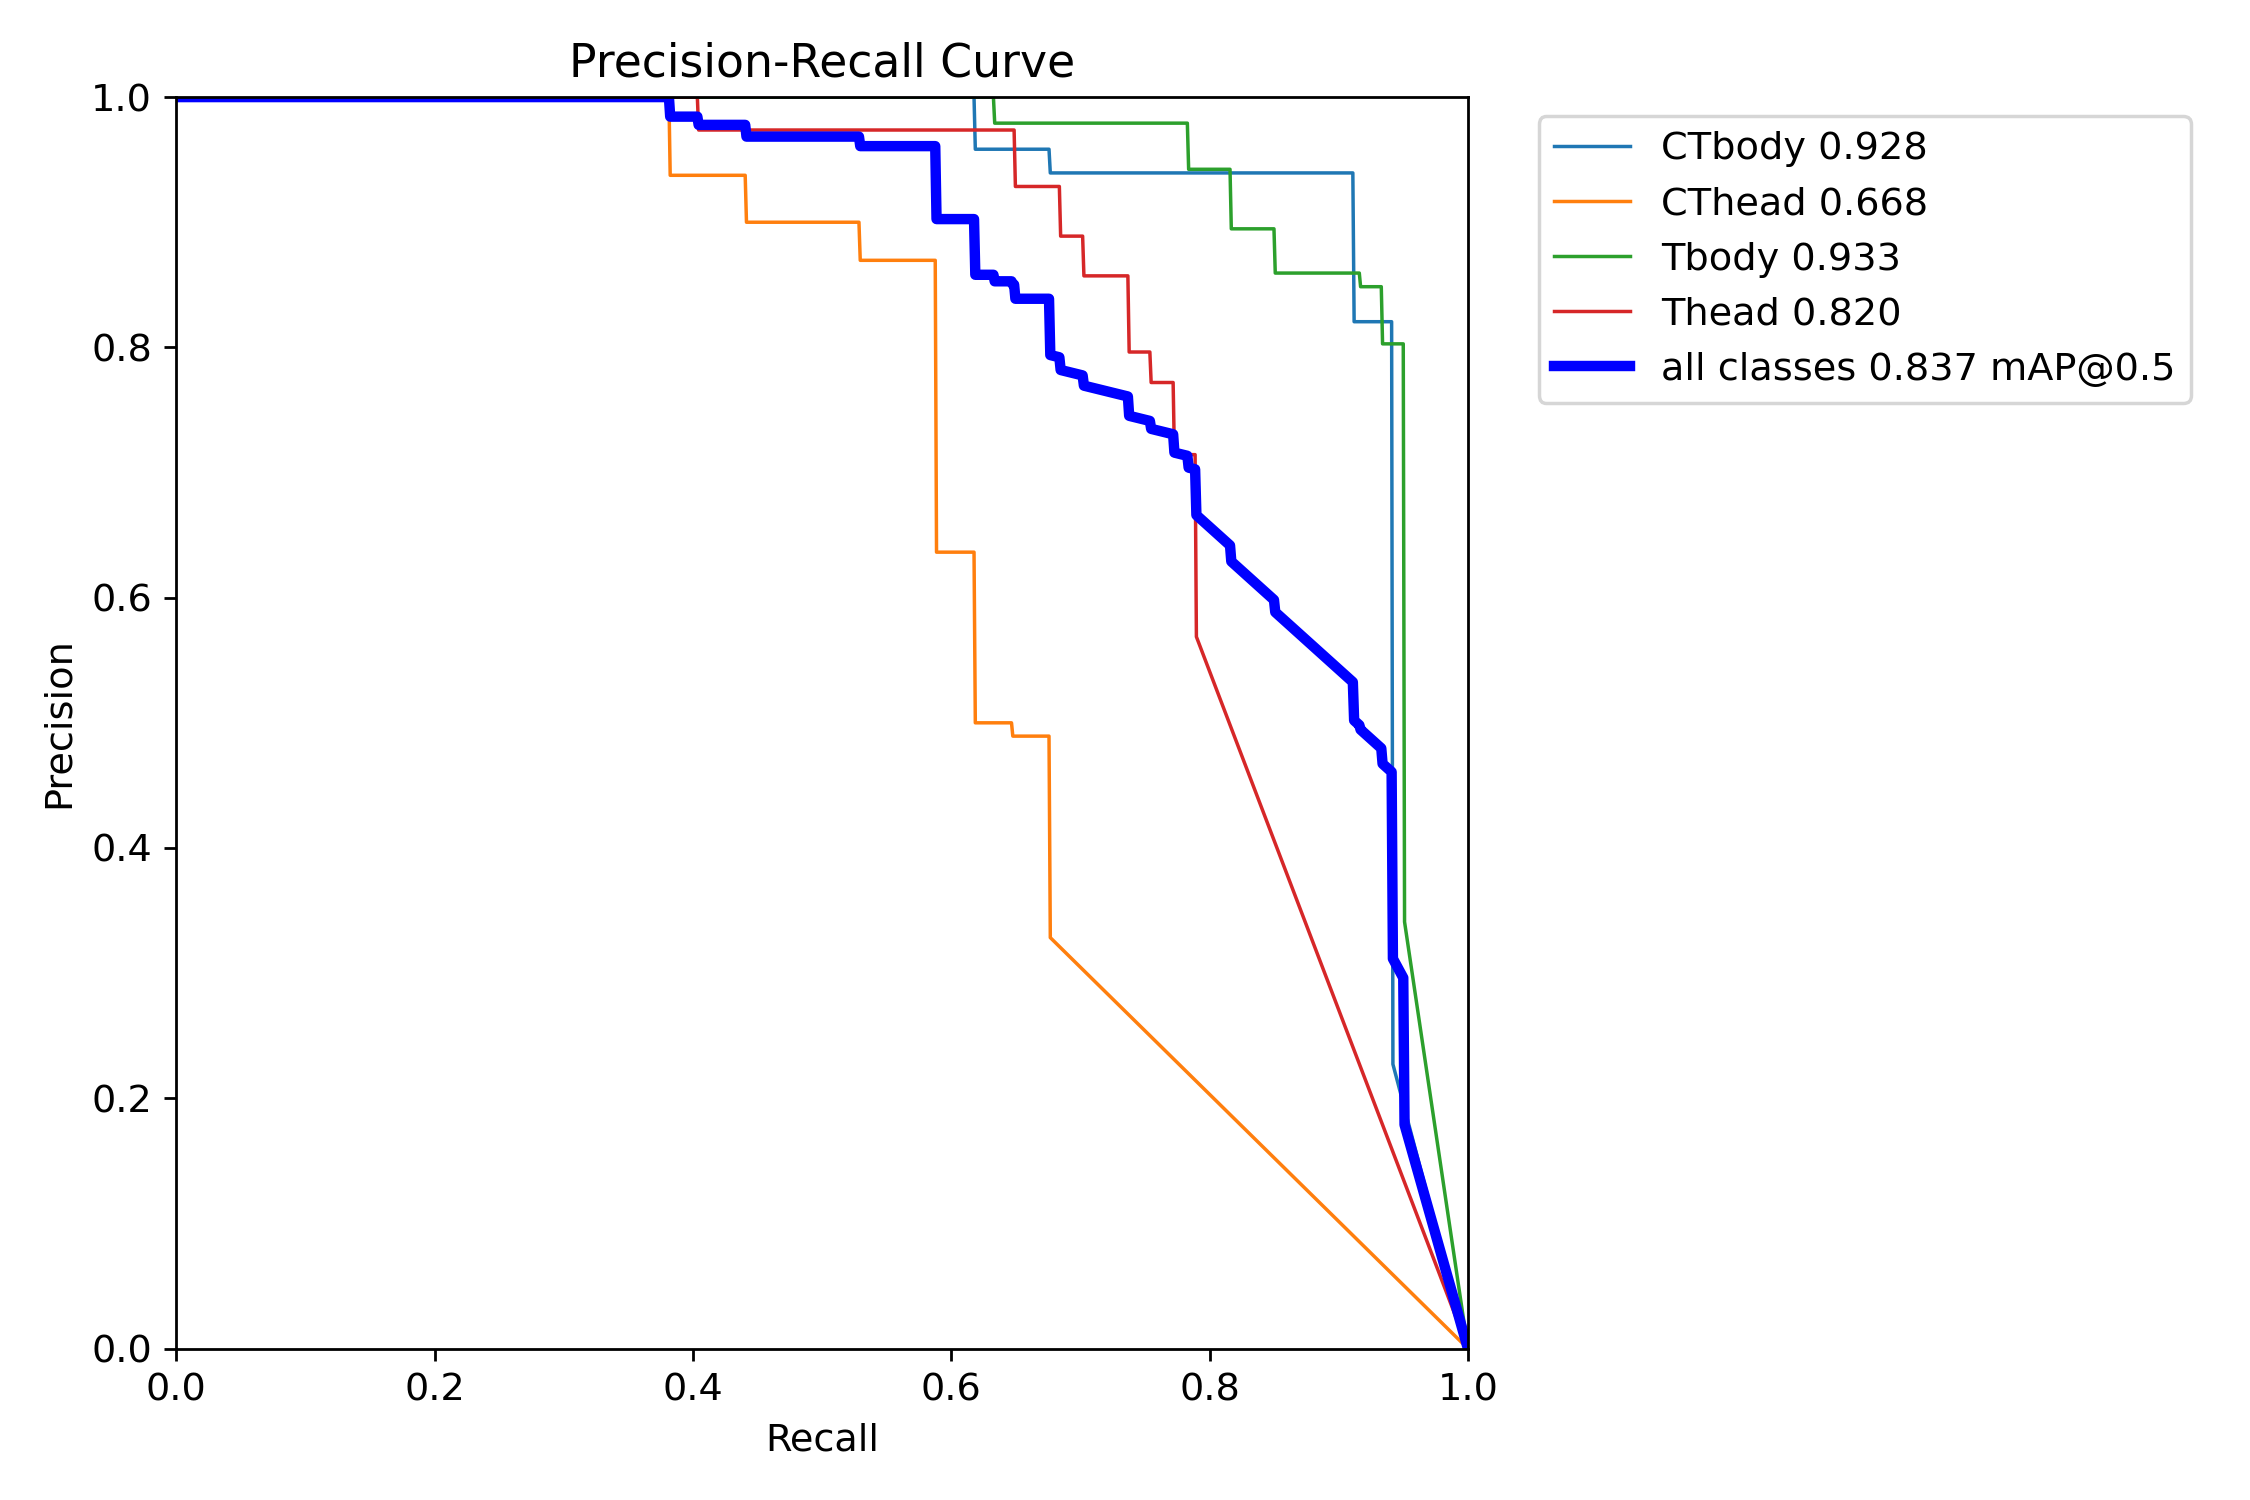 Precision-Recall Curve
1.0
0.8
0.6
0.4
0.2
0.0
Precision
0.0 0.2 0.4 0.6 0.8 1.0
Recall
CTbody 0.928
CThead 0.668
Tbody 0.933
Thead 0.820
all classes 0.837 mAP@0.5